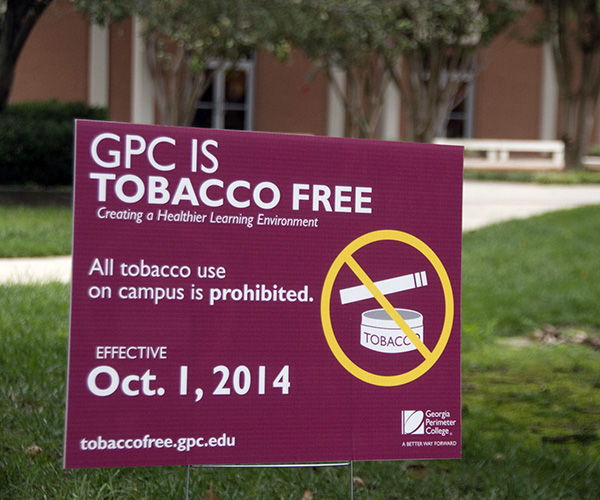 GPC IS
TOBACCO FREE
Creating a Healthier Learning Environment
All tobacco use
on campus is prohibited.
TOBACCO
EFFECTIVE
Oct. 1, 2014
tobaccofree.gpc.edu
Georgia
Perimeter
College
A BETTER WAY FORWARD